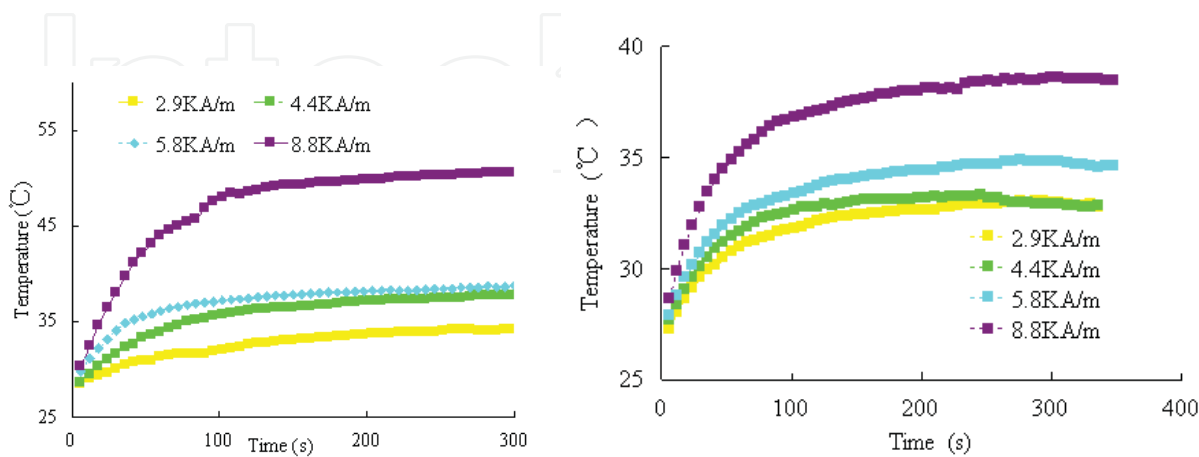 55
45
35
25
Temperature (℃)
2.9KA/m
4.4KA/m
5.8KA/m
8.8KA/m
0
100
200
300
Time (s)
40
35
30
25
Temperature (℃ )
2.9KA/m
4.4KA/m
5.8KA/m
8.8KA/m
0
100
200
300
400
Time (s)